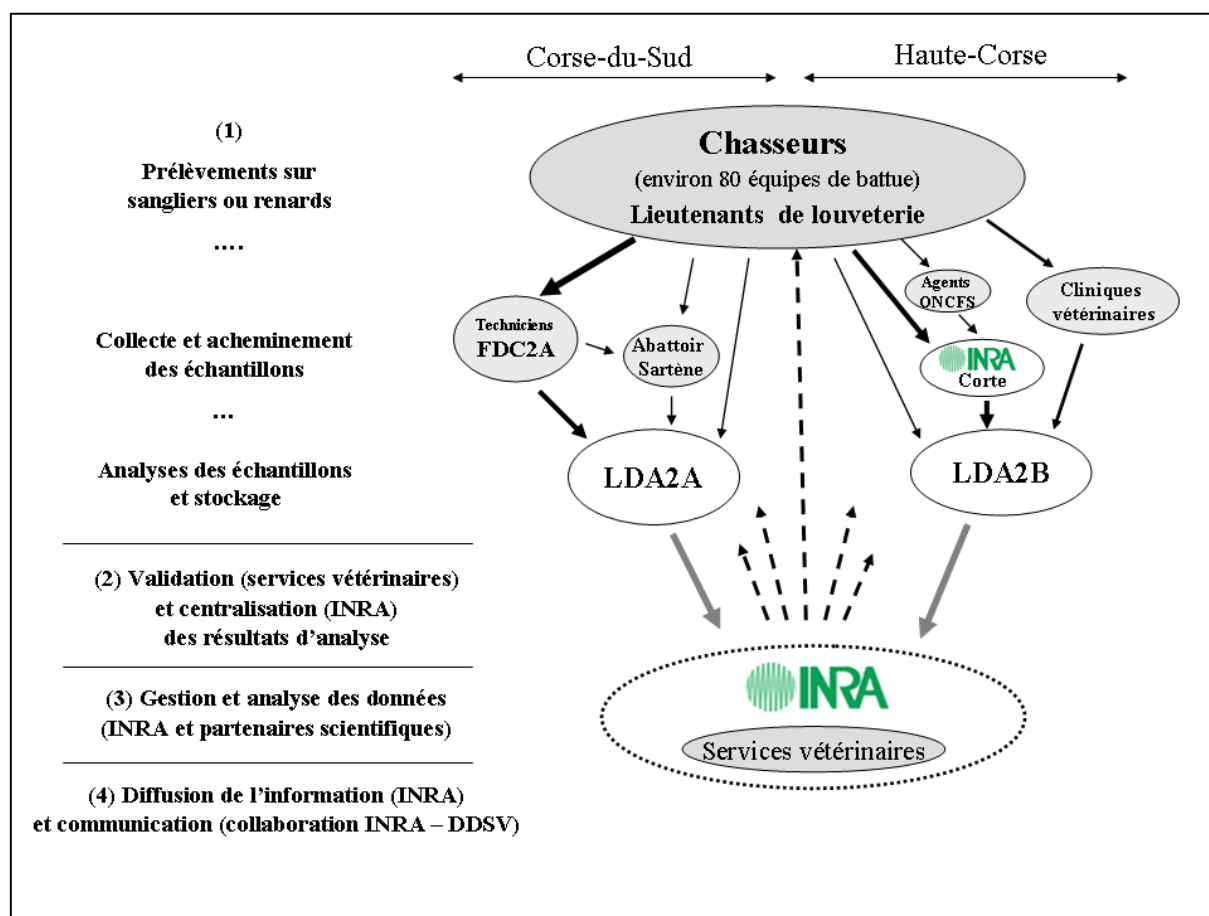 Corse-du-Sud
Haute-Corse
(1)
Prélèvements sur
sangliers ou renards
....
Collecte et acheminement
des échantillons
...
Analyses des échantillons
et stockage
(2) Validation (services vétérinaires)
et centralisation (INRA)
des résultats d'analyse
(3) Gestion et analyse des données
(INRA et partenaires scientifiques)
(4) Diffusion de l'information (INRA)
et communication (collaboration INRA – DDSV)
Chasseurs
(environ 80 équipes de battue)
Lieutenants de louveterie
Techniciens
FDC2A
Abattoir
Sartène
Agents
ONCFS
Cliniques
vétérinaires
INRA
Corte
LDA2A
LDA2B
INRA
Services vétérinaires